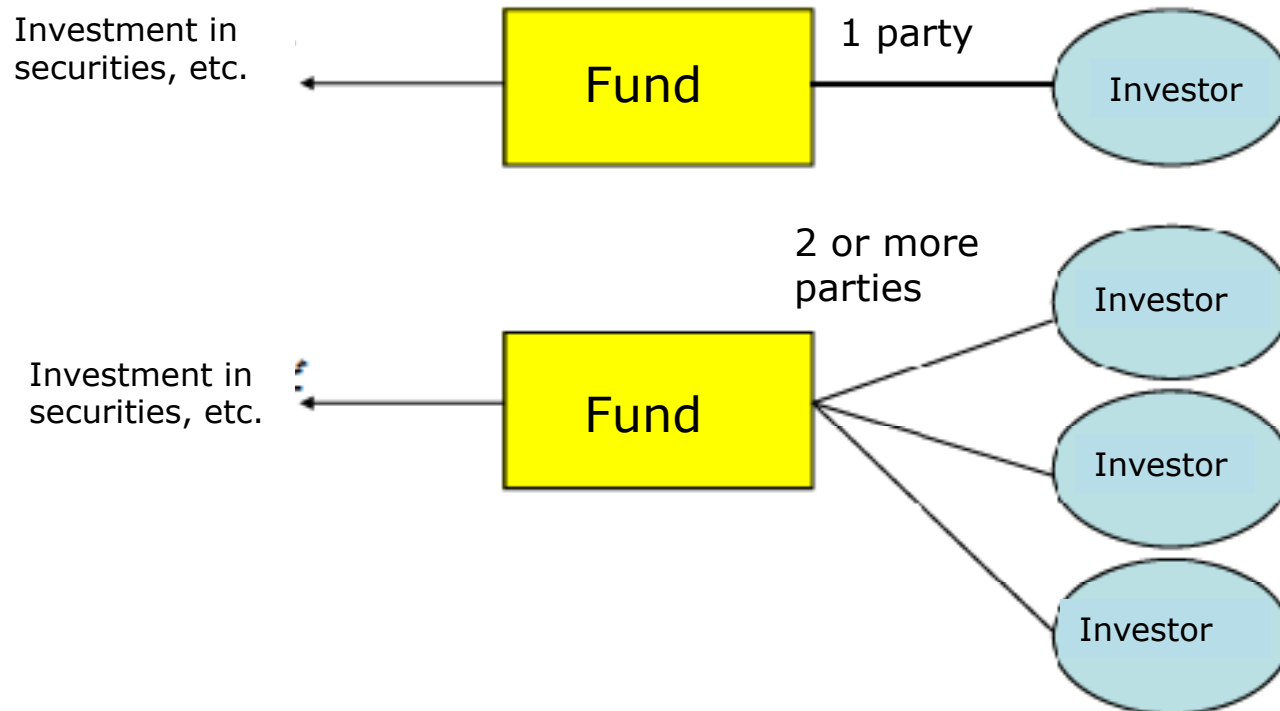 Investment in
securities, etc.
Fund
1 party
Investor
2 or more
parties
Investor
Investment in
securities, etc.
Fund
Investor
Investor